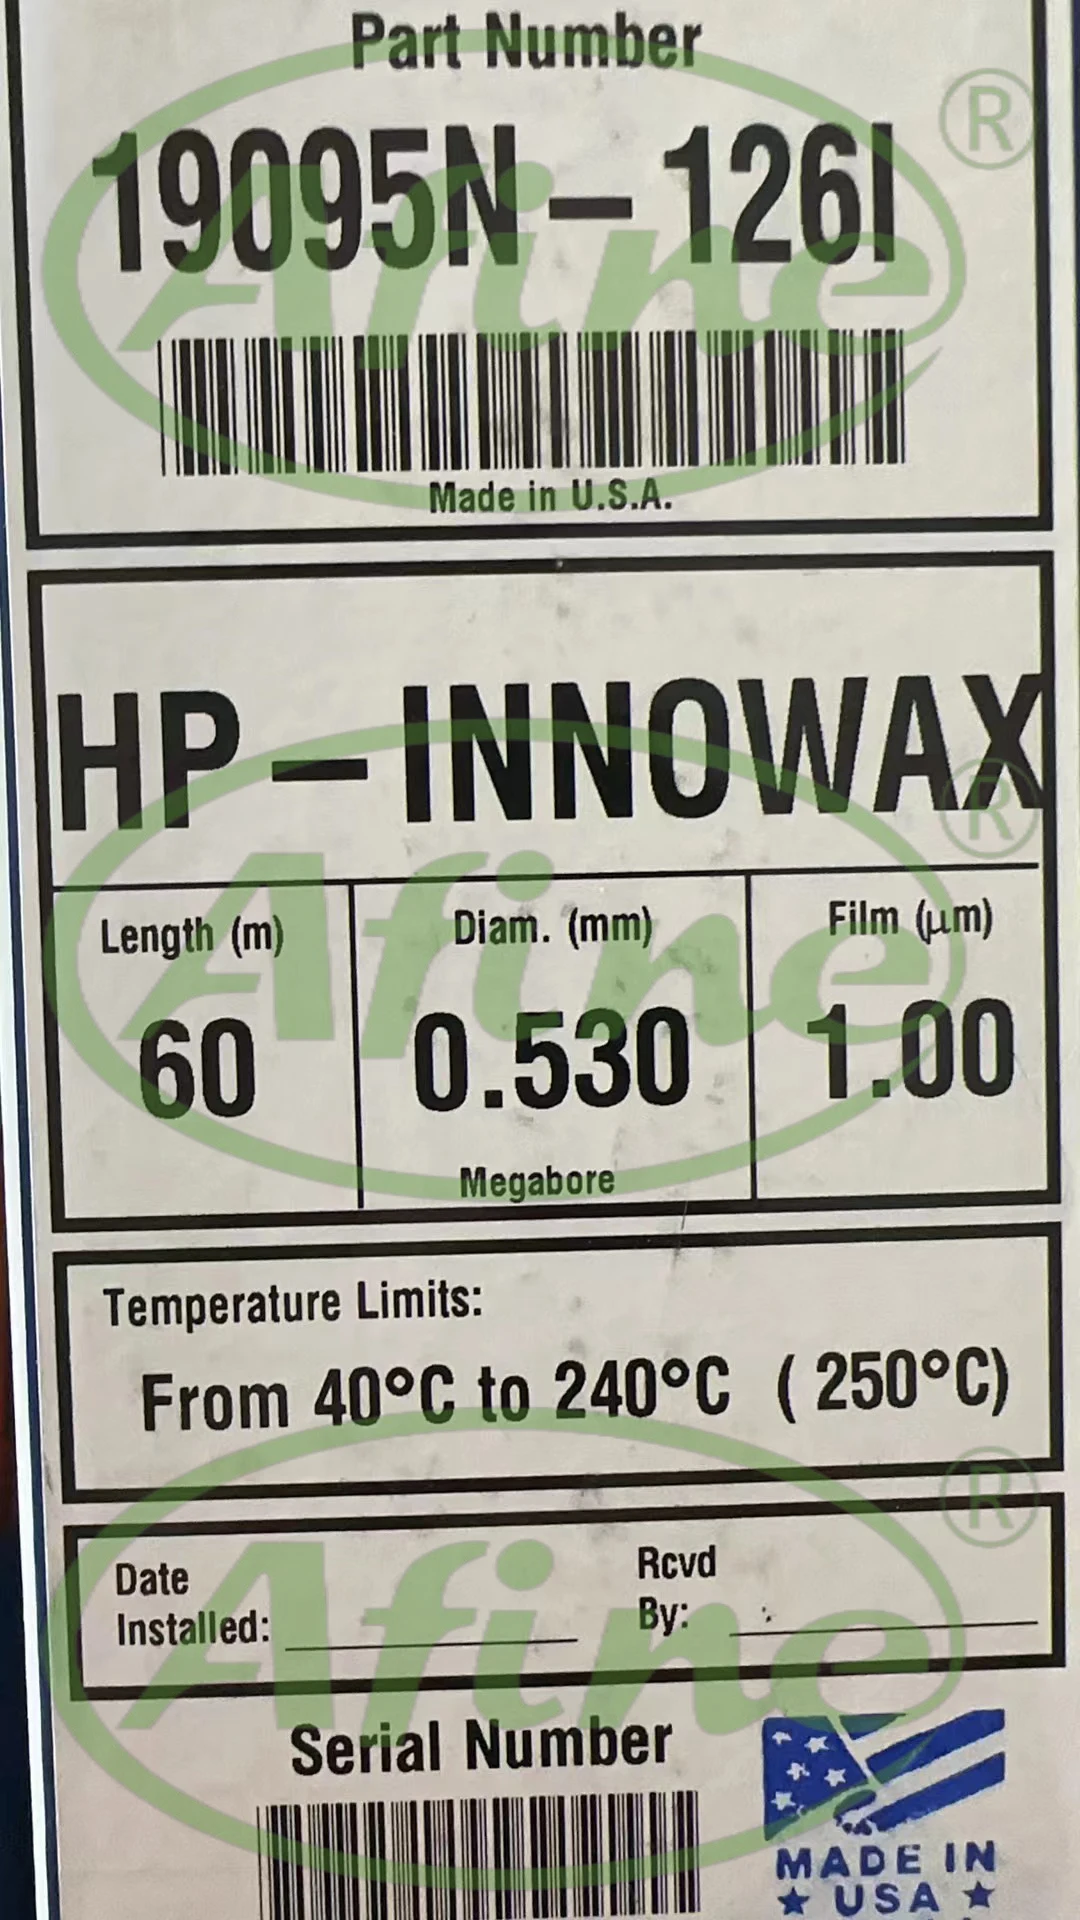 Part Number
19095N-126I
Made in U.S.A.
HP-INNOWAX
Length (m)
Diam. (mm)
Film (μm)
60
0.530
1.00
Megabore
Temperature Limits:
From 40°C to 240°C (250°C)
Date
Installed:
Rcvd
By:
Serial Number
MADE IN
★ USA ★
Afine®
Afine®
Afine®